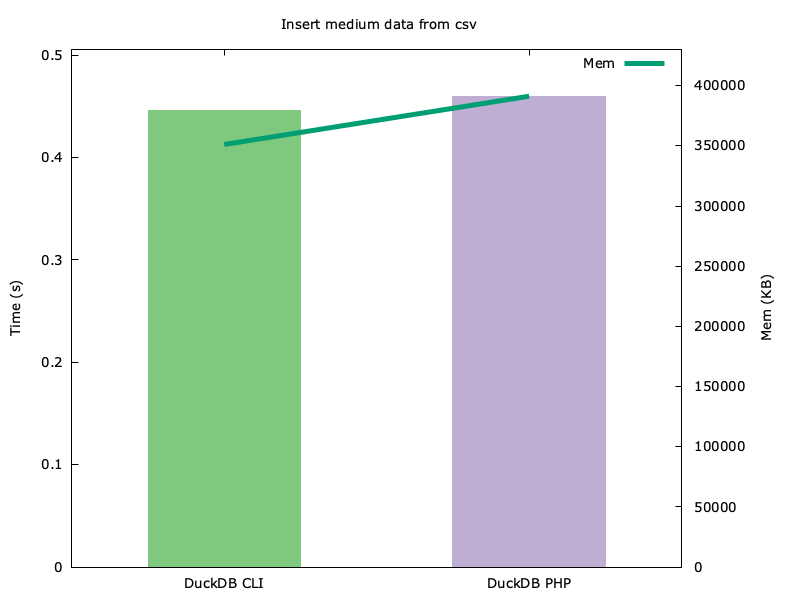 Insert medium data from csv
Mem
Time (s)
0.5
0.4
0.3
0.2
0.1
0
400000
350000
300000
250000
200000
150000
100000
50000
0
Mem (KB)
DuckDB CLI
DuckDB PHP